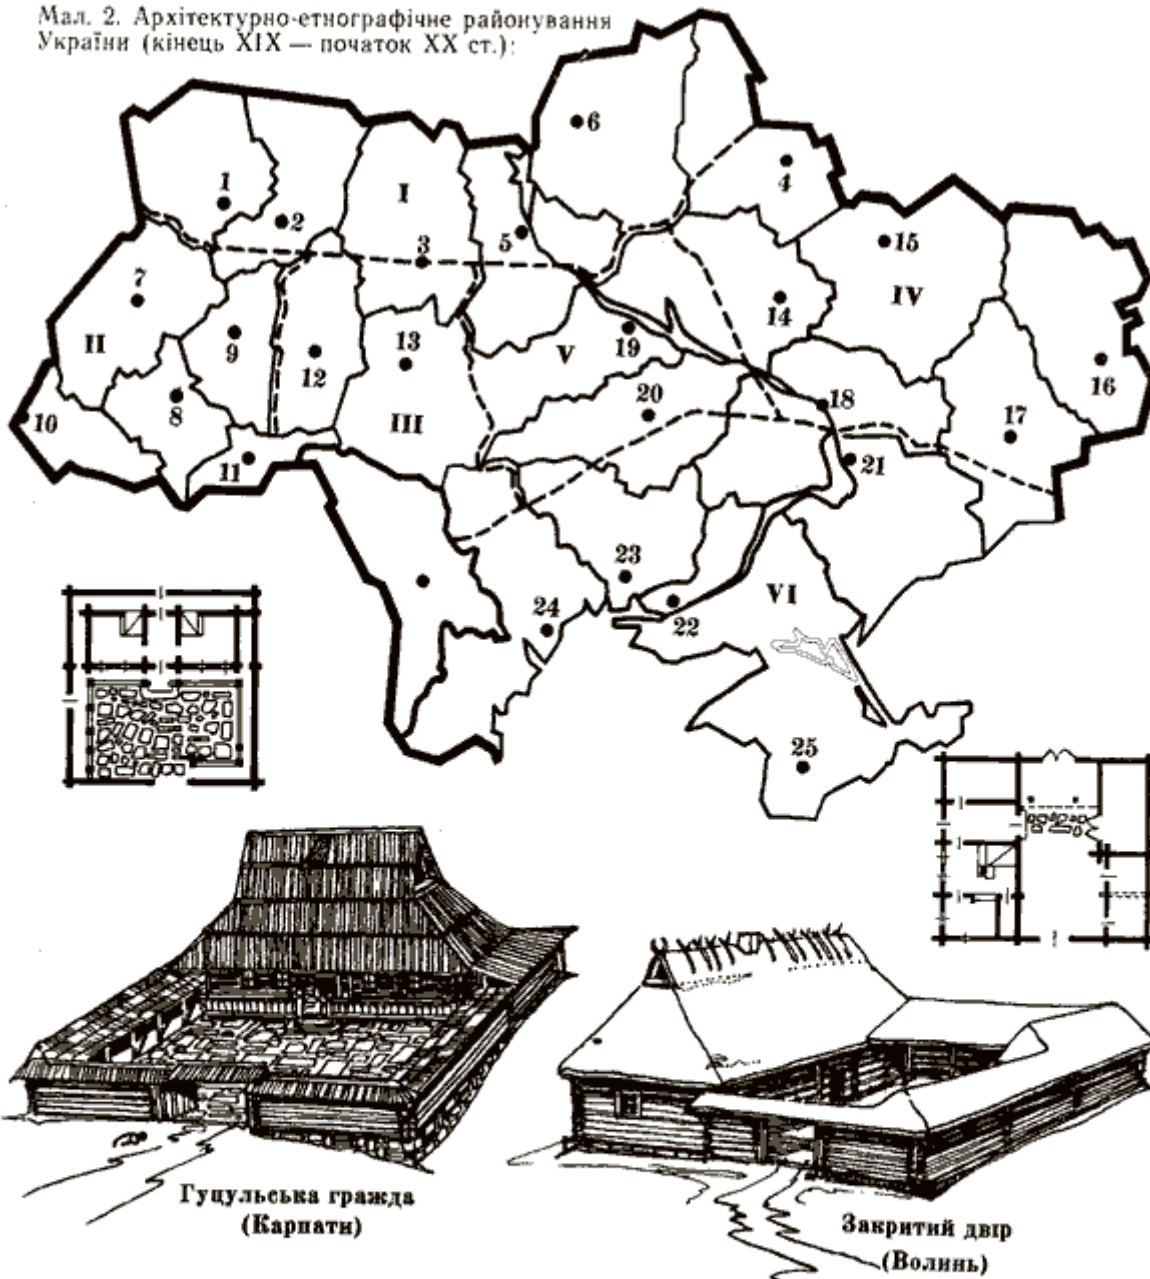 Мал. 2. Архітектурно-етнографічне районування
України (кінець XIX — початок XX ст.):
6
1
I
4
2
5
3
15
7
IV
14
II
13
9
V
19
12
16
8
20
18
10
III
17
11
21
23
VI
24
22
25
Гуцульська гражда
(Карпати)
Закритий двір
(Волинь)